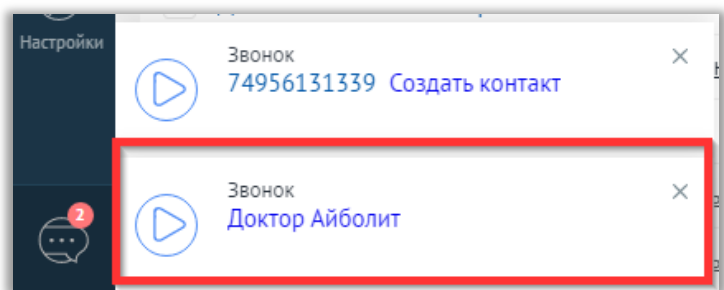 Настройки
Звонок
74956131339 Создать контакт
Звонок
Доктор Айболит
2